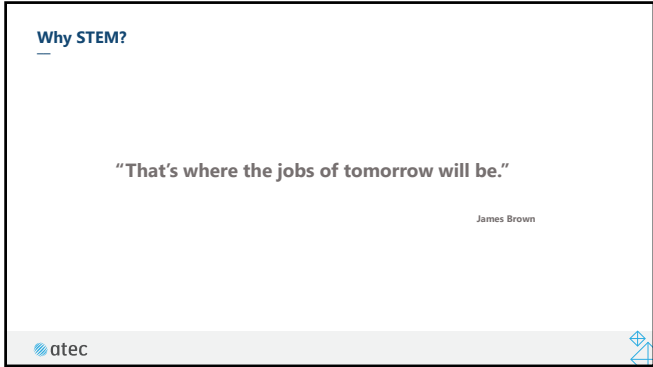 Why STEM?
“That’s where the jobs of tomorrow will be.”
James Brown
atec